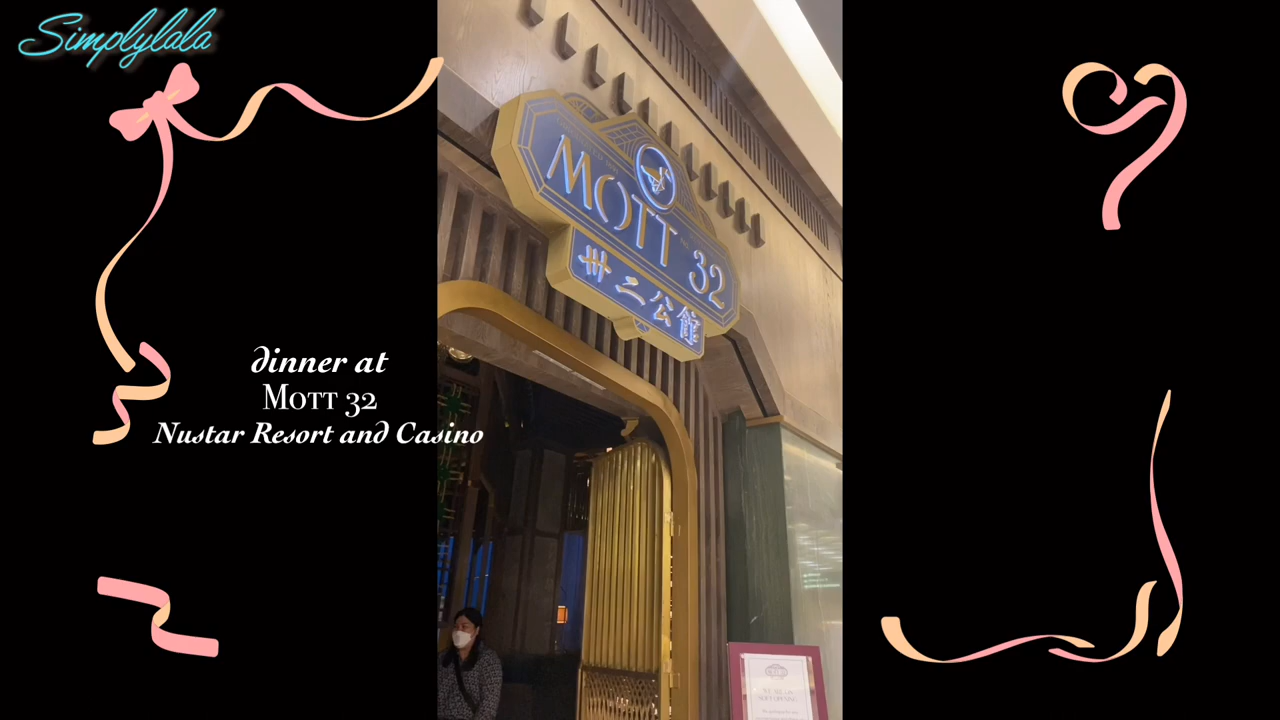 Simplylala
MOTT 32
卅二公館
dinner at
MOTT 32
Nustar Resort and Casino